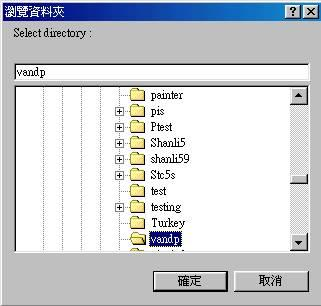 瀏覽資料夾
Select directory :
vandp
painter
pis
Ptest
Shanli5
shanli59
Stc5s
test
testing
Turkey
vandp
確定
取消